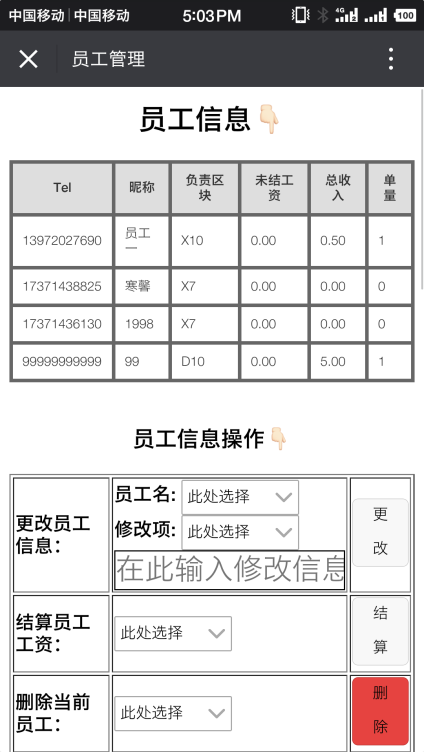 中国移动 中国移动 5:03PM 4G 100
员工管理
员工信息👇🏻
Tel 昵称 负责区块 未结工资 总收入 单量
13972027690 员工一 X10 0.00 0.50 1
17371438825 寒馨 X7 0.00 0.00 0
17371436130 1998 X7 0.00 0.00 0
99999999999 99 D10 0.00 5.00 1
员工信息操作👇🏻
更改员工信息：
员工名: 此处选择
修改项: 此处选择
在此输入修改信息
更改
结算员工工资：
此处选择
结算
删除当前员工：
此处选择
删除